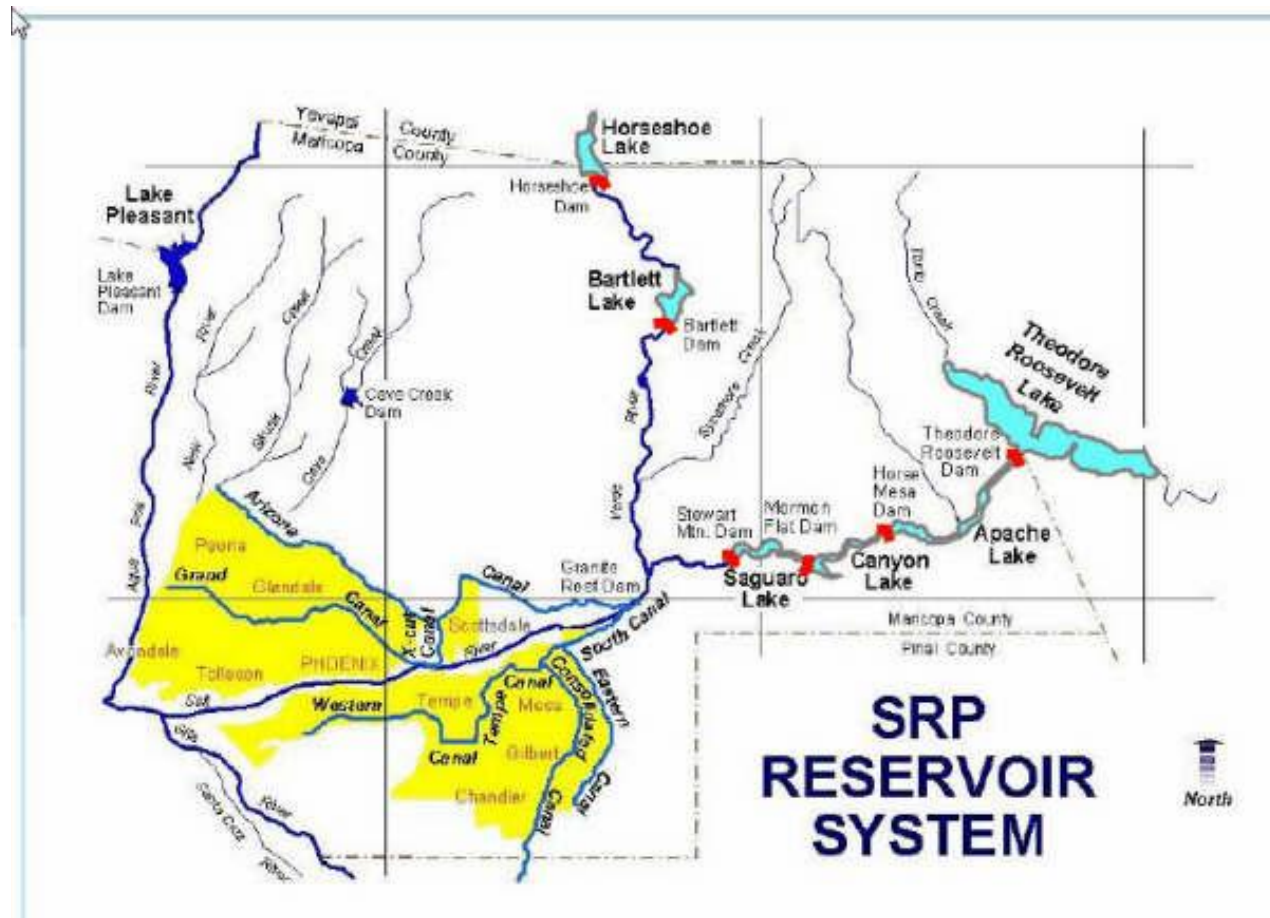 Yavapai
County
Maricopa
County
Horseshoe
Lake
Horseshoe
Dam
Lake
Pleasant
Lake
Pleasant
Dam
Bartlett
Lake
Bartlett
Dam
River
Creek
Creek
Cave Creek
Dam
Tonto
Creek
Theodore
Roosevelt
Lake
River
Sycamore
Creek
New
Skunk
Cave
Theodore
Roosevelt
Dam
Horse
Mesa
Dam
Verde
River
Agua
Fria
River
Arizona
Canal
Stewart
Mtn. Dam
Mormon
Flat Dam
Apache
Lake
Canyon
Lake
Saguaro
Lake
Granite
Reef Dam
Peoria
Grand
Canal
Glendale
X-cut
Canal
Scottsdale
South Canal
Maricopa County
Pinal County
Avondale
Tolleson
PHOENIX
Salt
River
Western
Canal
Tempe
Tempe
Canal
Mesa
Consolidated
Canal
Eastern
Canal
Gilbert
Chandler
Gila
River
Santa Cruz
River
SRP
RESERVOIR
SYSTEM
North